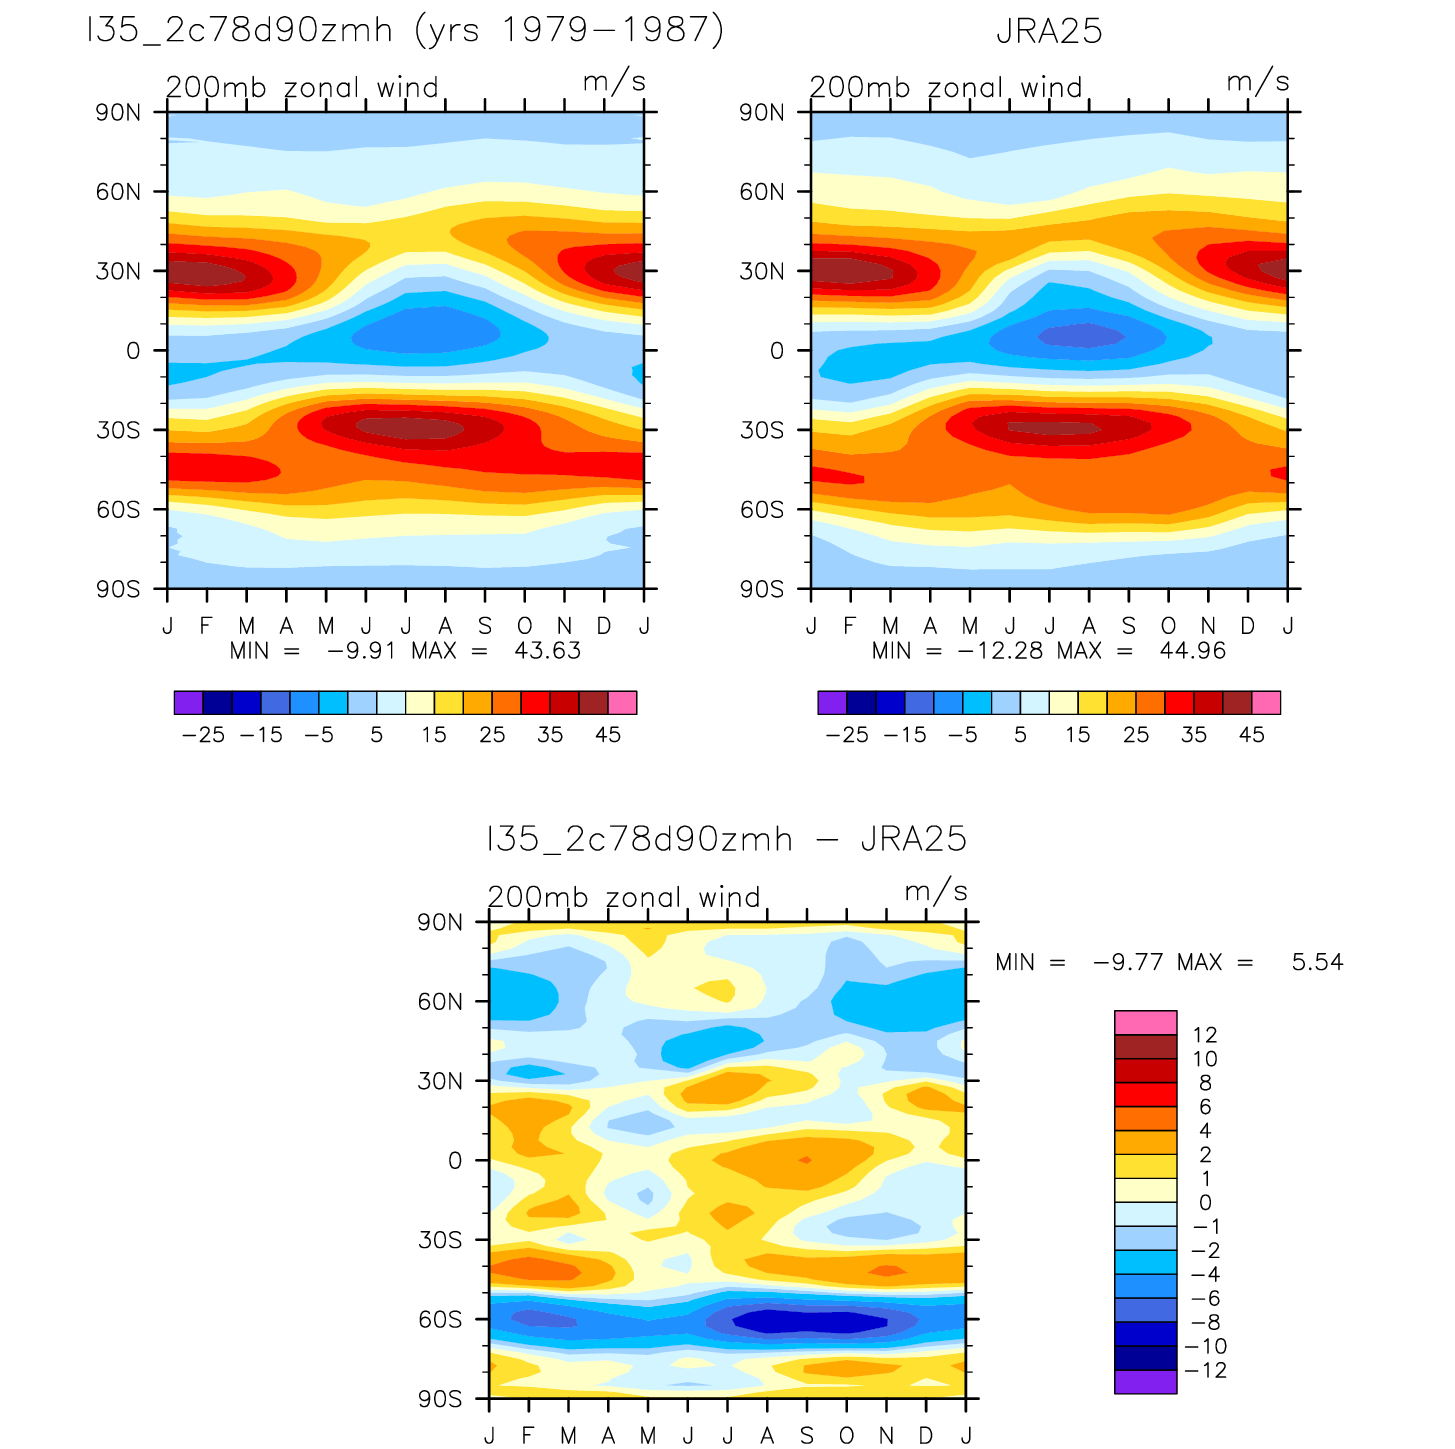 I35_2c78d90zmh (yrs 1979−1987)
JRA25
200mb zonal wind m/s
200mb zonal wind m/s
90N 60N 30N 0 30S 60S 90S
90N 60N 30N 0 30S 60S 90S
J F M A M J J A S O N D J
J F M A M J J A S O N D J
MIN = −9.91 MAX = 43.63
MIN = −12.28 MAX = 44.96
−25 −15 −5 5 15 25 35 45
−25 −15 −5 5 15 25 35 45
I35_2c78d90zmh − JRA25
200mb zonal wind m/s
90N 60N 30N 0 30S 60S 90S
J F M A M J J A S O N D J
MIN = −9.77 MAX = 5.54
12
10
8
6
4
2
1
0
−1
−2
−4
−6
−8
−10
−12